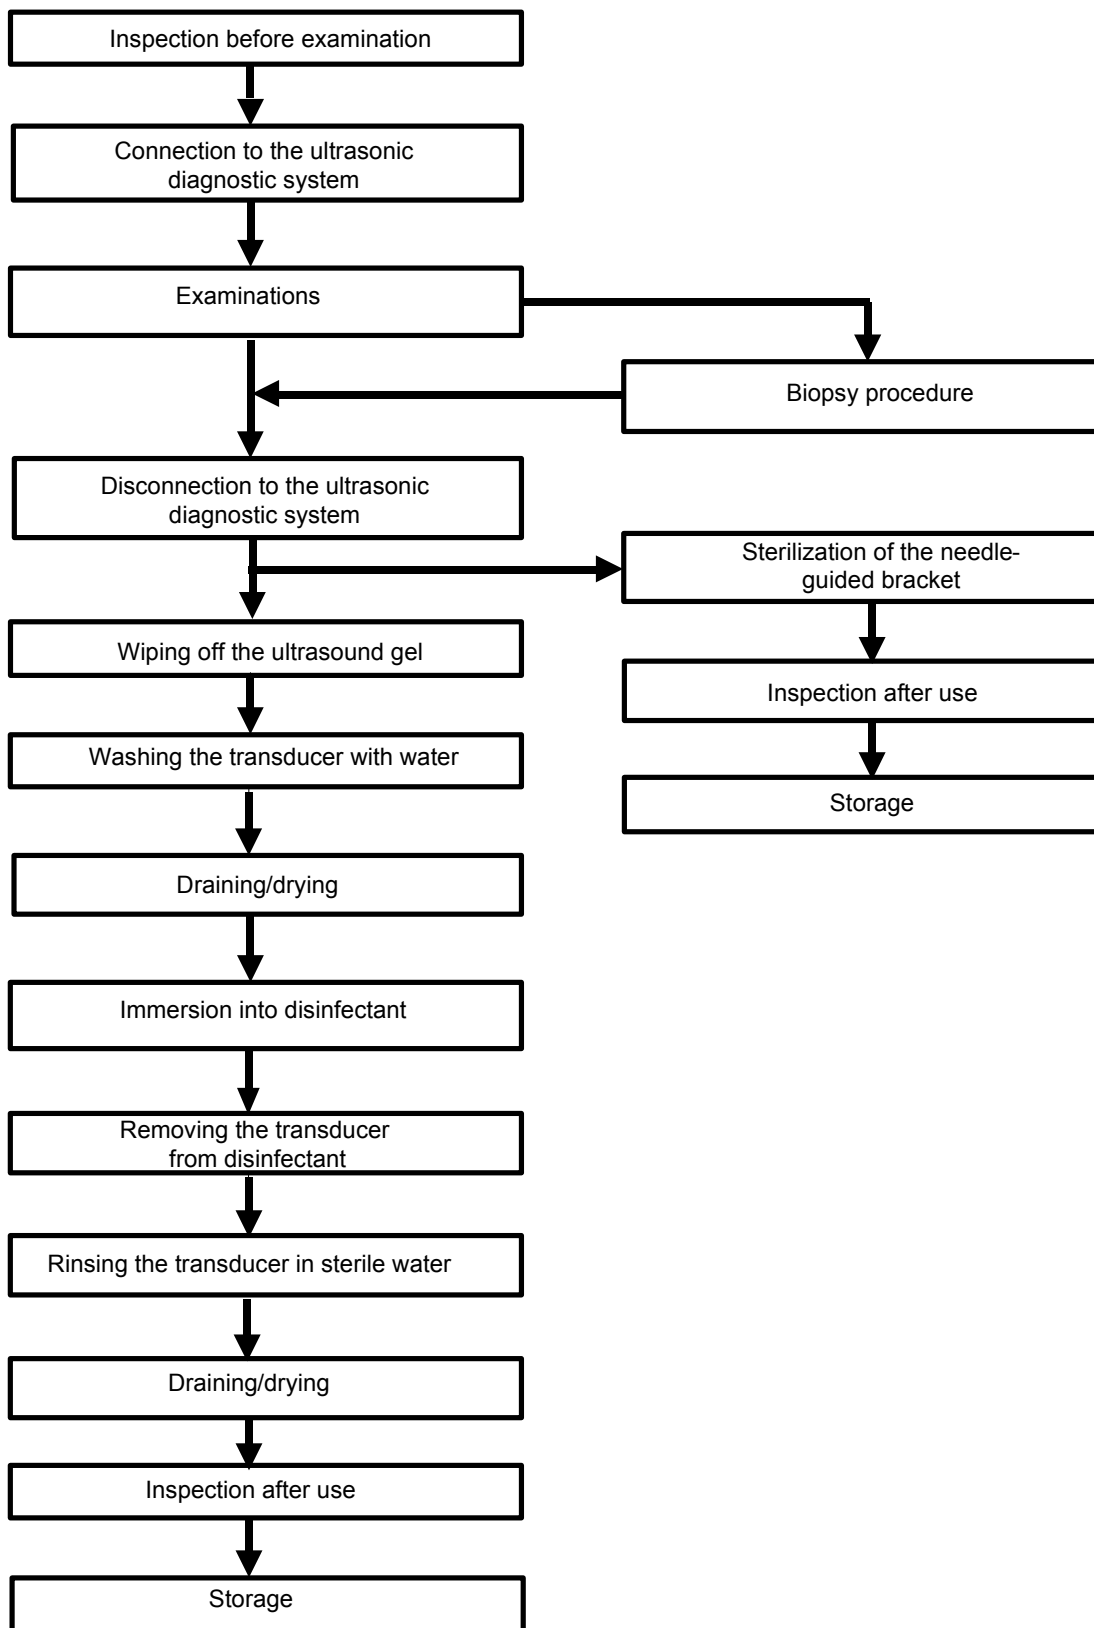 Inspection before examination
Connection to the ultrasonic
diagnostic system
Examinations
Biopsy procedure
Disconnection to the ultrasonic
diagnostic system
Sterilization of the needle-
guided bracket
Wiping off the ultrasound gel
Inspection after use
Washing the transducer with water
Storage
Draining/drying
Immersion into disinfectant
Removing the transducer
from disinfectant
Rinsing the transducer in sterile water
Draining/drying
Inspection after use
Storage